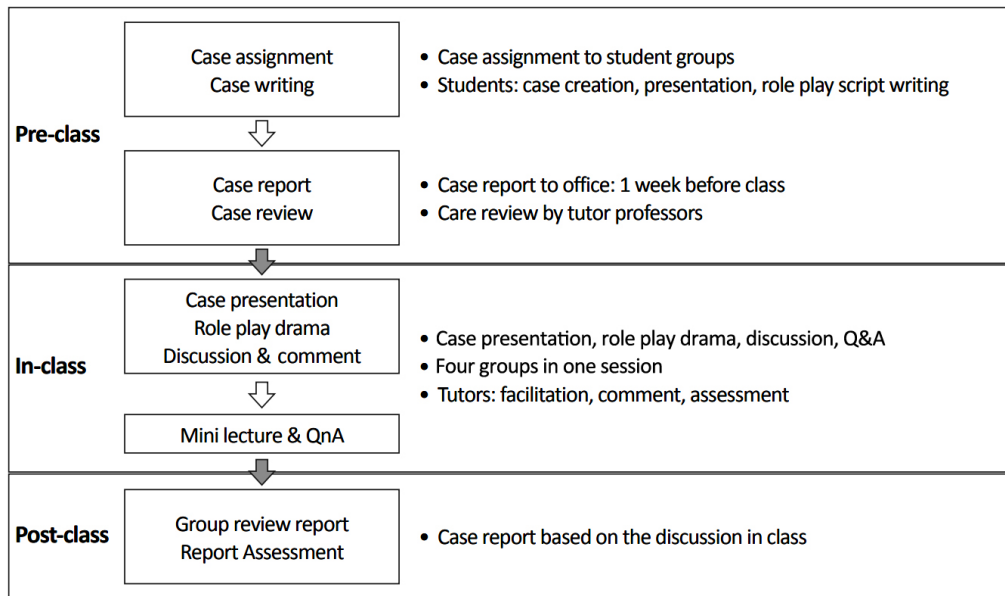 Pre-class
Case assignment
Case writing
• Case assignment to student groups
• Students: case creation, presentation, role play script writing
Case report
Case review
• Case report to office: 1 week before class
• Care review by tutor professors
In-class
Case presentation
Role play drama
Discussion & comment
• Case presentation, role play drama, discussion, Q&A
• Four groups in one session
• Tutors: facilitation, comment, assessment
Mini lecture & QnA
Post-class
Group review report
Report Assessment
• Case report based on the discussion in class